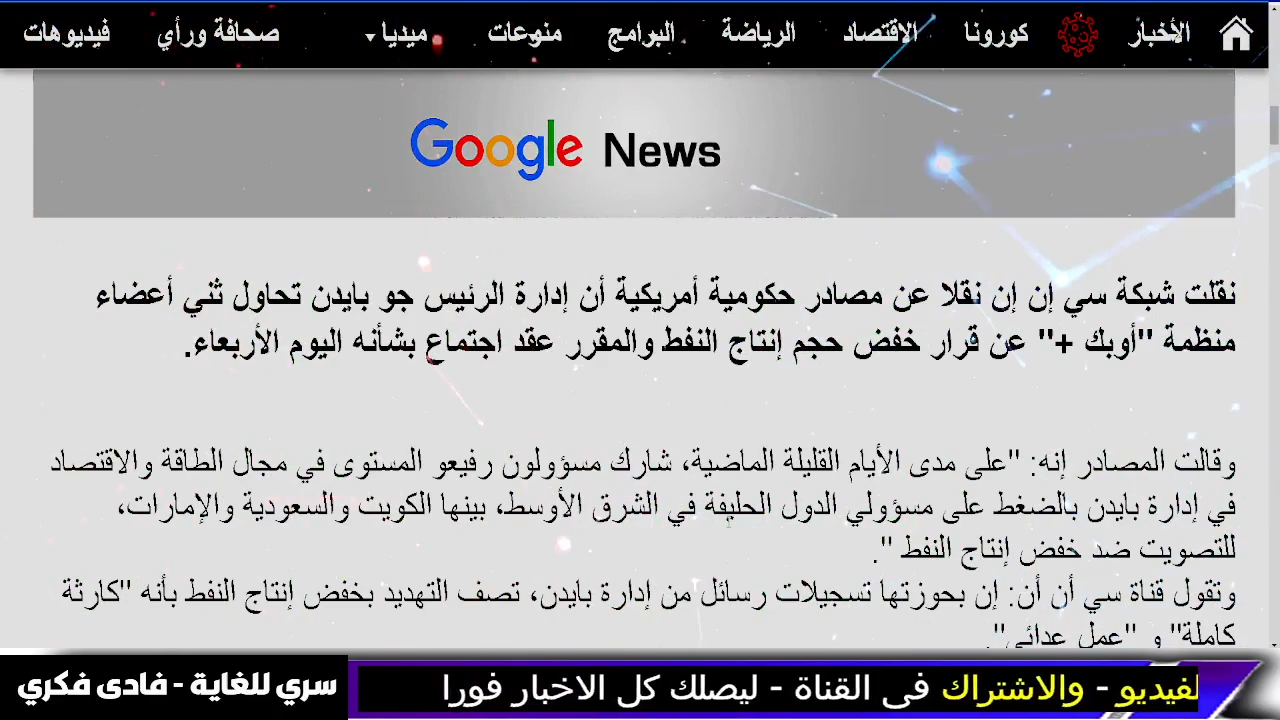 الأخبار كورونا الاقتصاد الرياضة البرامج منوعات ميديا صحافة ورأي فيديوهات
Google News
نقلت شبكة سي إن إن نقلا عن مصادر حكومية أمريكية أن إدارة الرئيس جو بايدن تحاول ثني أعضاء
منظمة "أوبك +" عن قرار خفض حجم إنتاج النفط والمقرر عقد اجتماع بشأنه اليوم الأربعاء.
وقالت المصادر إنه: "على مدى الأيام القليلة الماضية، شارك مسؤولون رفيعو المستوى في مجال الطاقة والاقتصاد
في إدارة بايدن بالضغط على مسؤولي الدول الحليفة في الشرق الأوسط، بينها الكويت والسعودية والإمارات،
للتصويت ضد خفض إنتاج النفط ".
وتقول قناة سي أن أن: إن بحوزتها تسجيلات رسائل من إدارة بايدن، تصف التهديد بخفض إنتاج النفط بأنه "كارثة
كاملة" و "عمل عدائي".
لفيديو - والاشتراك فى القناة - ليصلك كل الاخبار فورا
سري للغاية - فادى فكري